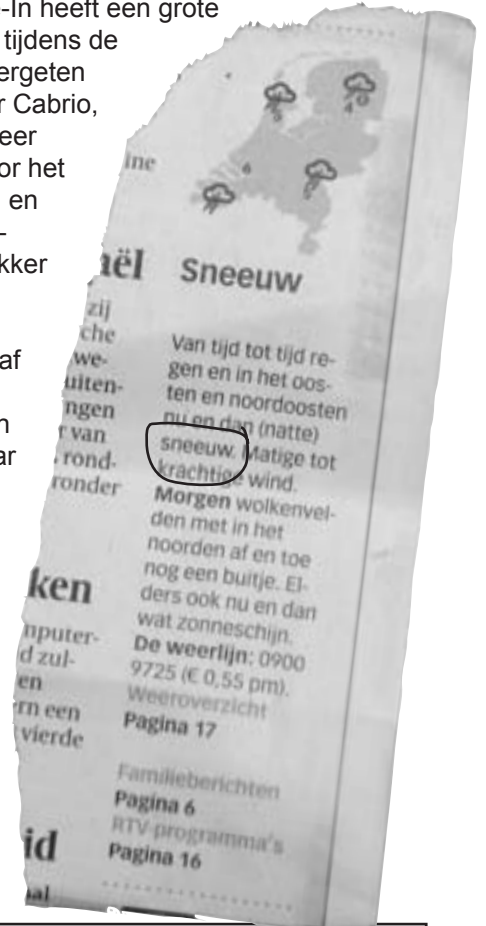 -In heeft een grote
tijdens de
ergeten
r Cabrio,
eer
or het
en
-
kker
af
n
ar
ine
aël
zij
che
we-
uiten-
ngen
r van
rond-
ronder
ken
nputer-
d zul-
en
ern een
vierde
id
aal
4
6
Sneeuw
Van tijd tot tijd re-
gen en in het oos-
ten en noordoosten
nu en dan (natte)
sneeuw. Matige tot
krachtige wind.
Morgen wolkenvel-
den met in het
noorden af en toe
nog een buitje. El-
ders ook nu en dan
wat zonneschijn.
De weerlijn: 0900
9725 (€ 0,55 pm).
Weeroverzicht
Pagina 17
Familieberichten
Pagina 6
RTV-programma's
Pagina 16